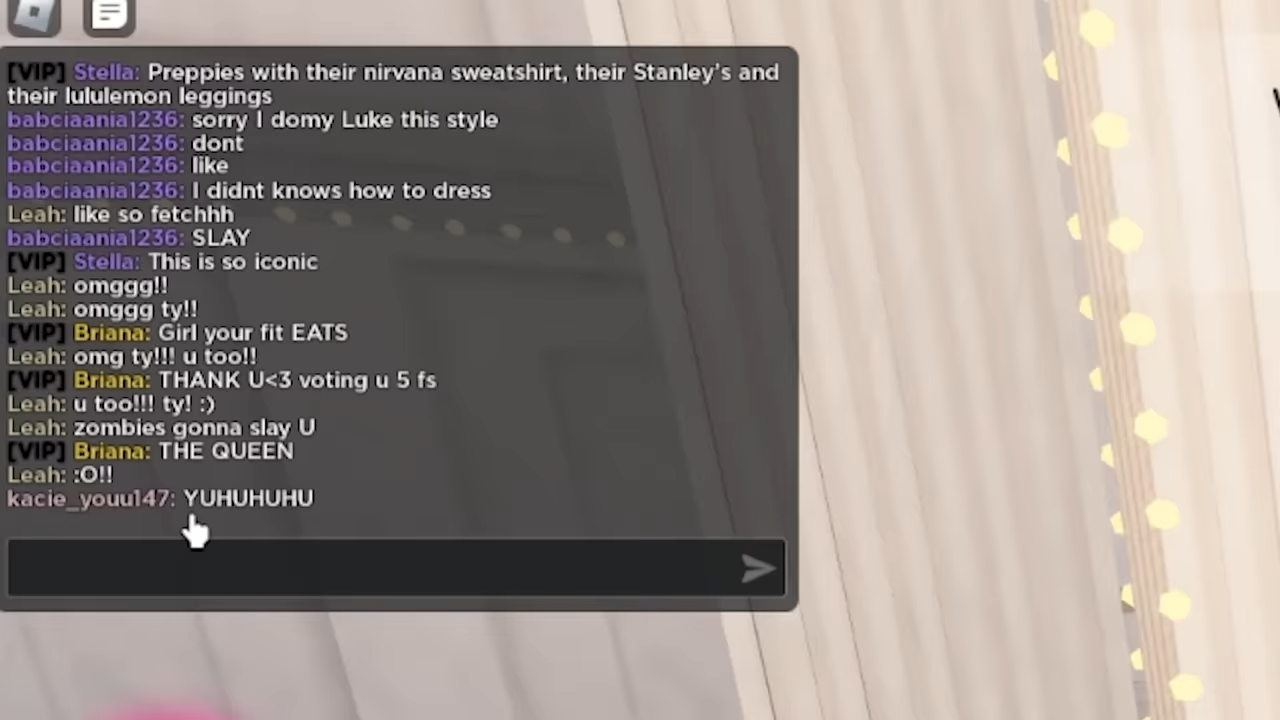 [VIP] Stella: Preppies with their nirvana sweatshirt, their Stanley's and
their lululemon leggings
babciaania1236: sorry I domy Luke this style
babciaania1236: dont
babciaania1236: like
babciaania1236: I didnt knows how to dress
Leah: like so fetchhh
babciaania1236: SLAY
[VIP] Stella: This is so iconic
Leah: omggg!!
Leah: omggg ty!!
[VIP] Briana: Girl your fit EATS
Leah: omg ty!!! u too!!
[VIP] Briana: THANK U<3 voting u 5 fs
Leah: u too!!! ty! :)
Leah: zombies gonna slay U
[VIP] Briana: THE QUEEN
Leah: :O!!
kacie_youu147: YUHUHUHU